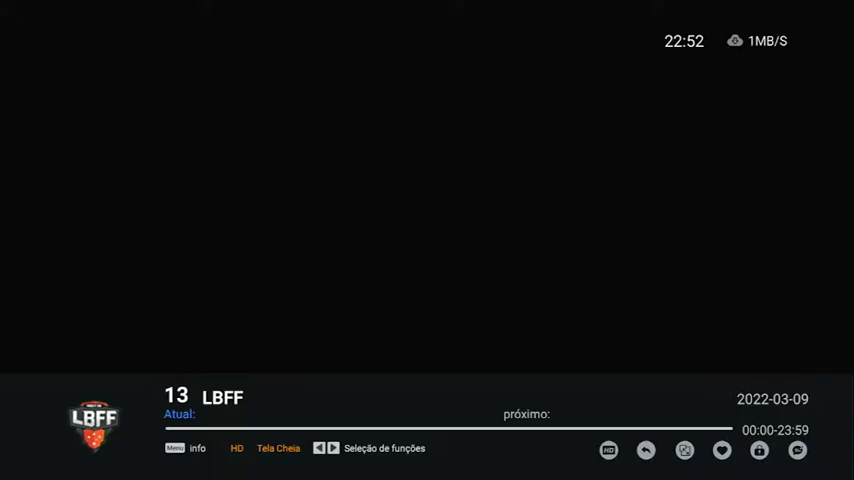 22:52 1MB/S
13 LBFF
2022-03-09
Atual: próximo:
00:00-23:59
LBFF
Menu info HD Tela Cheia Seleção de funções
HD